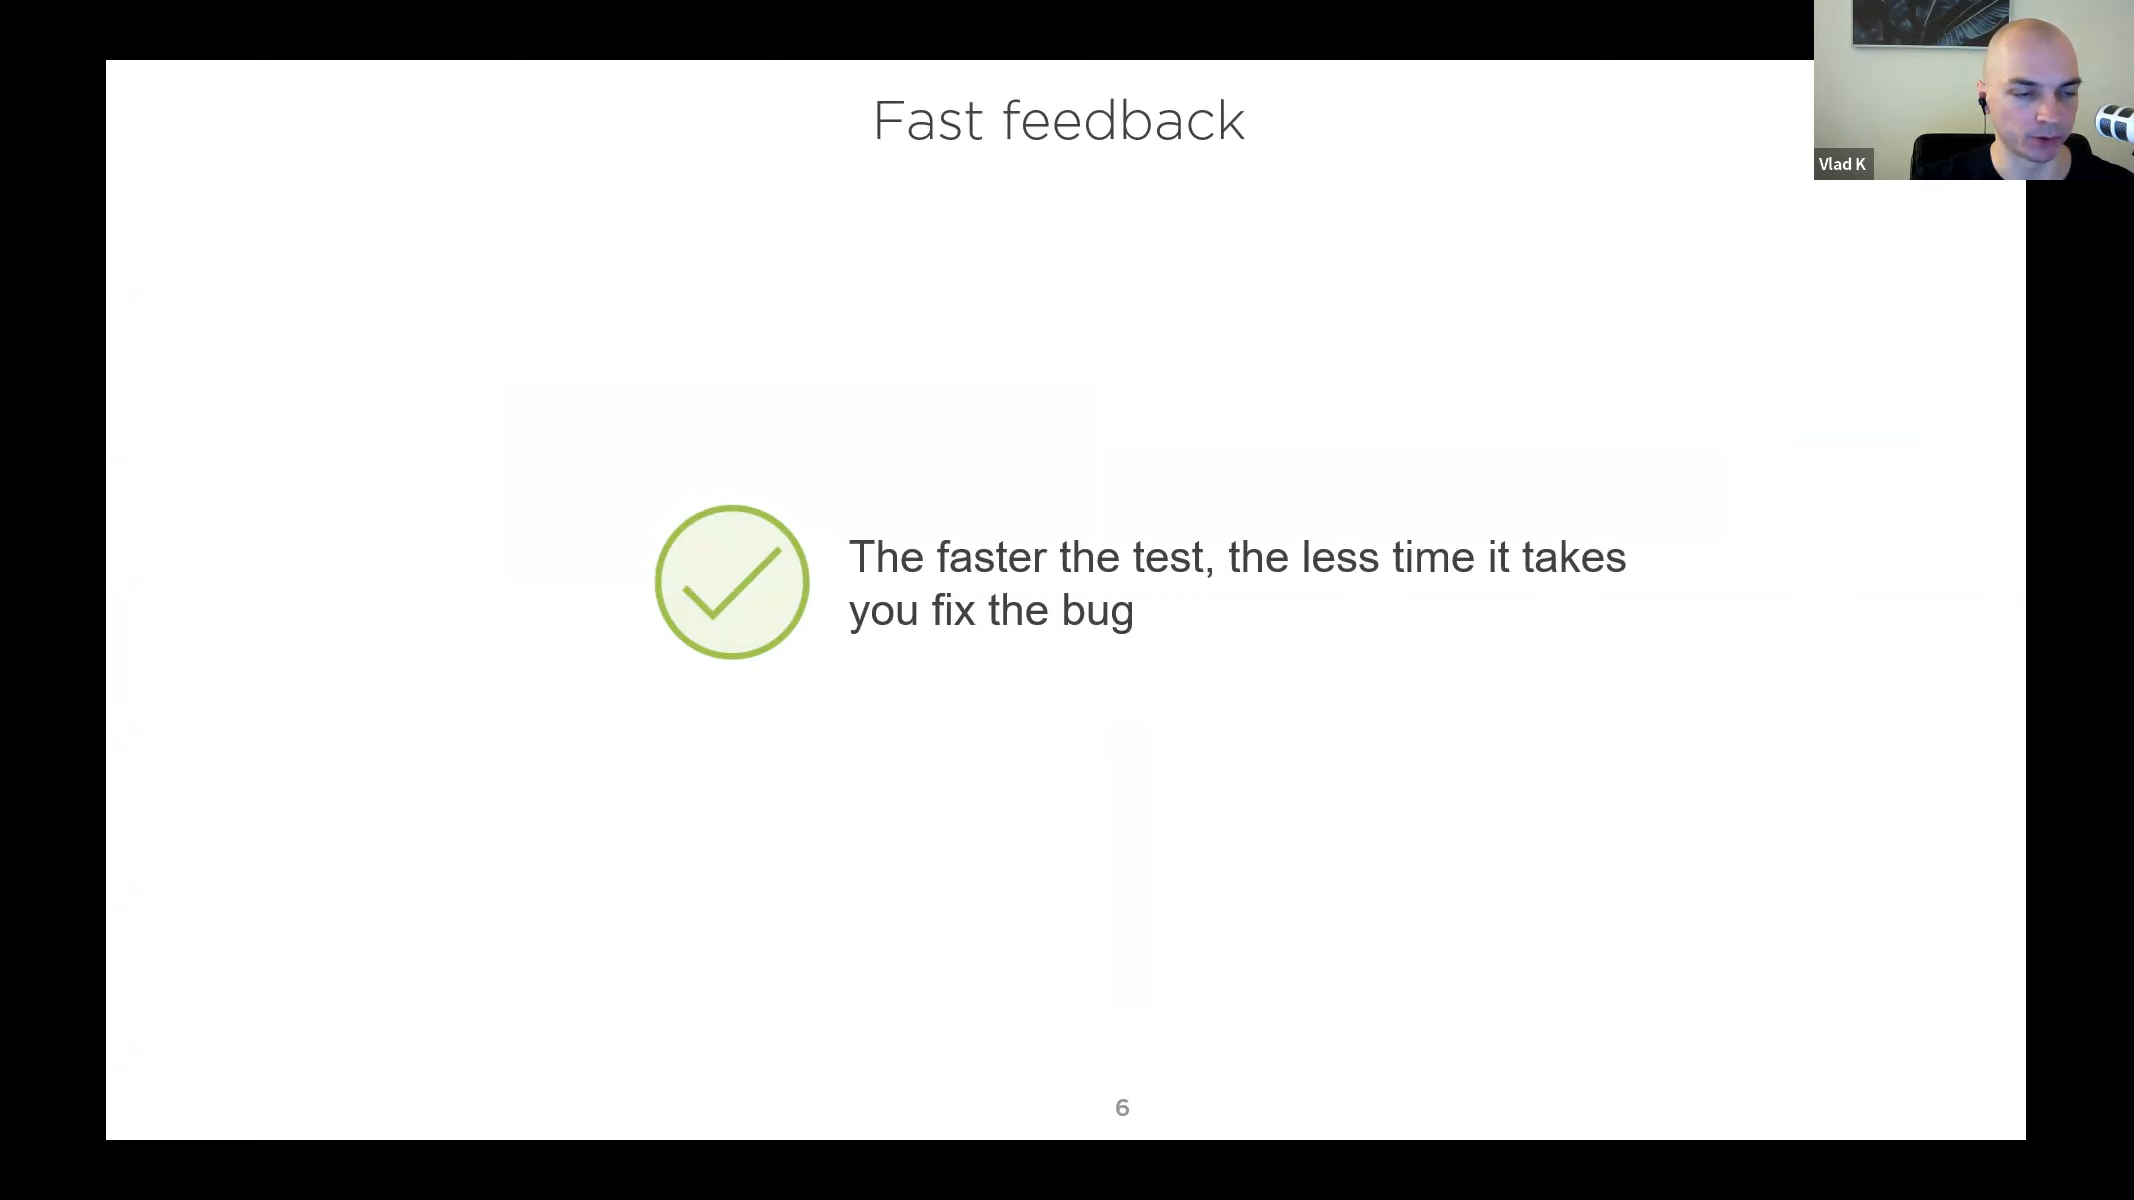 Fast feedback
Vlad K
The faster the test, the less time it takes
you fix the bug
6